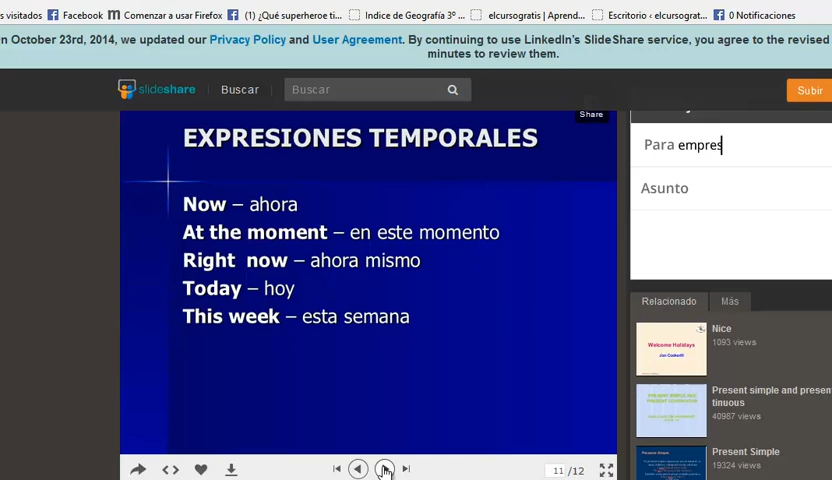 s visitados Facebook Comenzar a usar Firefox (1) ¿Qué superheroe ti... Indice de Geografía 3º ... elcursogratis | Aprend... Escritorio ‹ elcursograt... 0 Notificaciones
n October 23rd, 2014, we updated our Privacy Policy and User Agreement. By continuing to use LinkedIn's SlideShare service, you agree to the revised
minutes to review them.
slideshare Buscar Buscar Subir
Share
EXPRESIONES TEMPORALES
Para empres
Asunto
Now – ahora
At the moment – en este momento
Right now – ahora mismo
Today – hoy
This week – esta semana
Relacionado Más
Nice
1093 views
Welcome Holidays
Present simple and presen
tinuous
40987 views
Present Simple
19324 views
11 /12